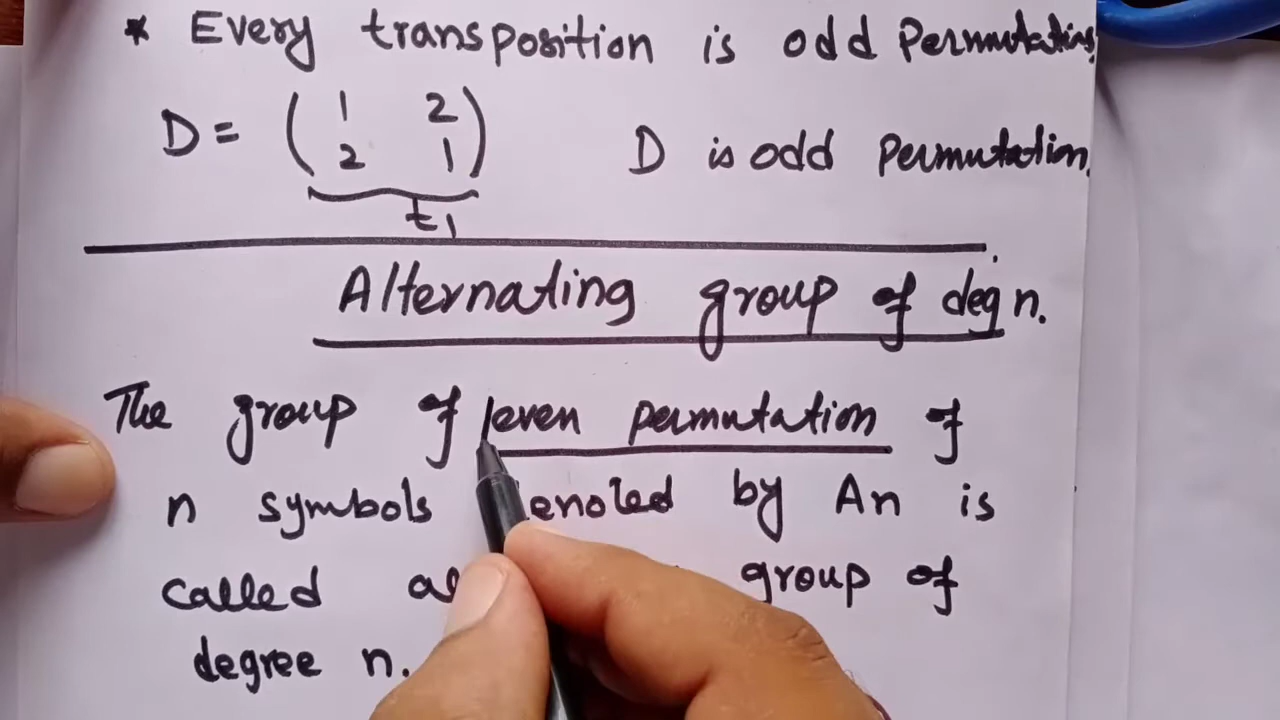 * Every transposition is odd Permutation
D = ( 1 2
2 1 ) D is odd Permutation.
t1
Alternating group of deg n.
The group of even permutation of
n symbols by An is
called group of
degree n.